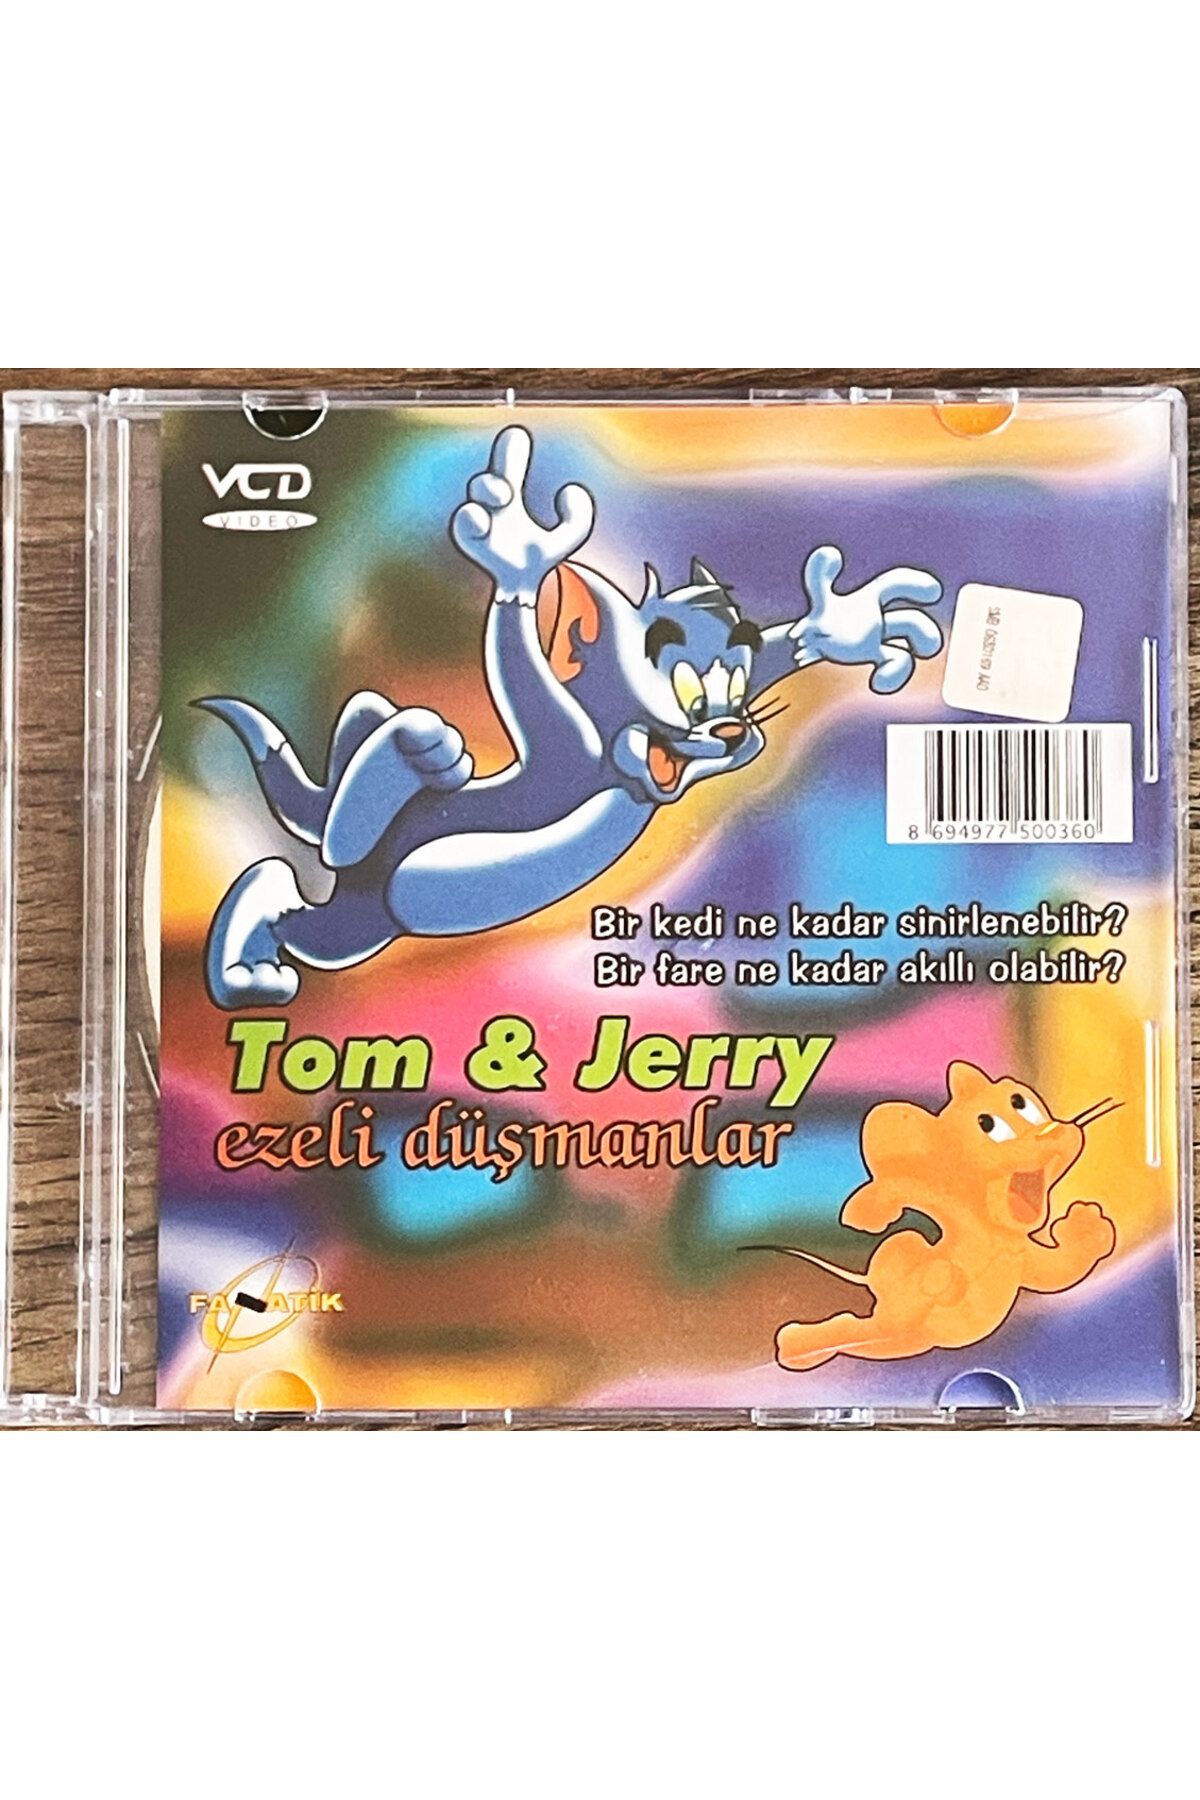 VCD
VIDEO
8 694977 500360
Bir kedi ne kadar sinirlenebilir?
Bir fare ne kadar akıllı olabilir?
Tom & Jerry
ezeli düşmanlar
FANATİK